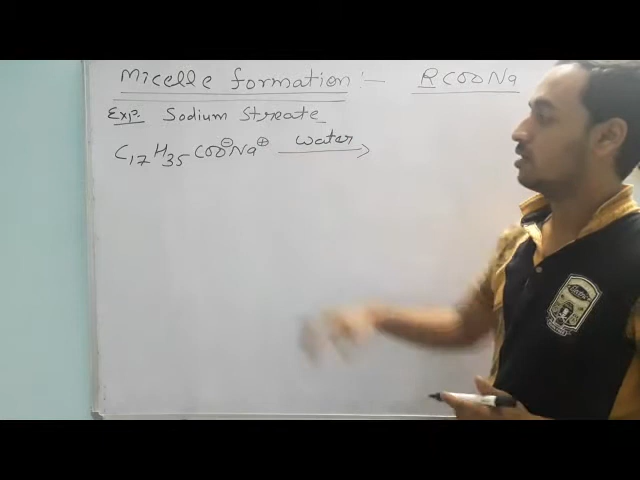 Micelle formation :— RCOONa
Exp. Sodium Streate
C₁₇H₃₅COO⊖Na⊕ water →